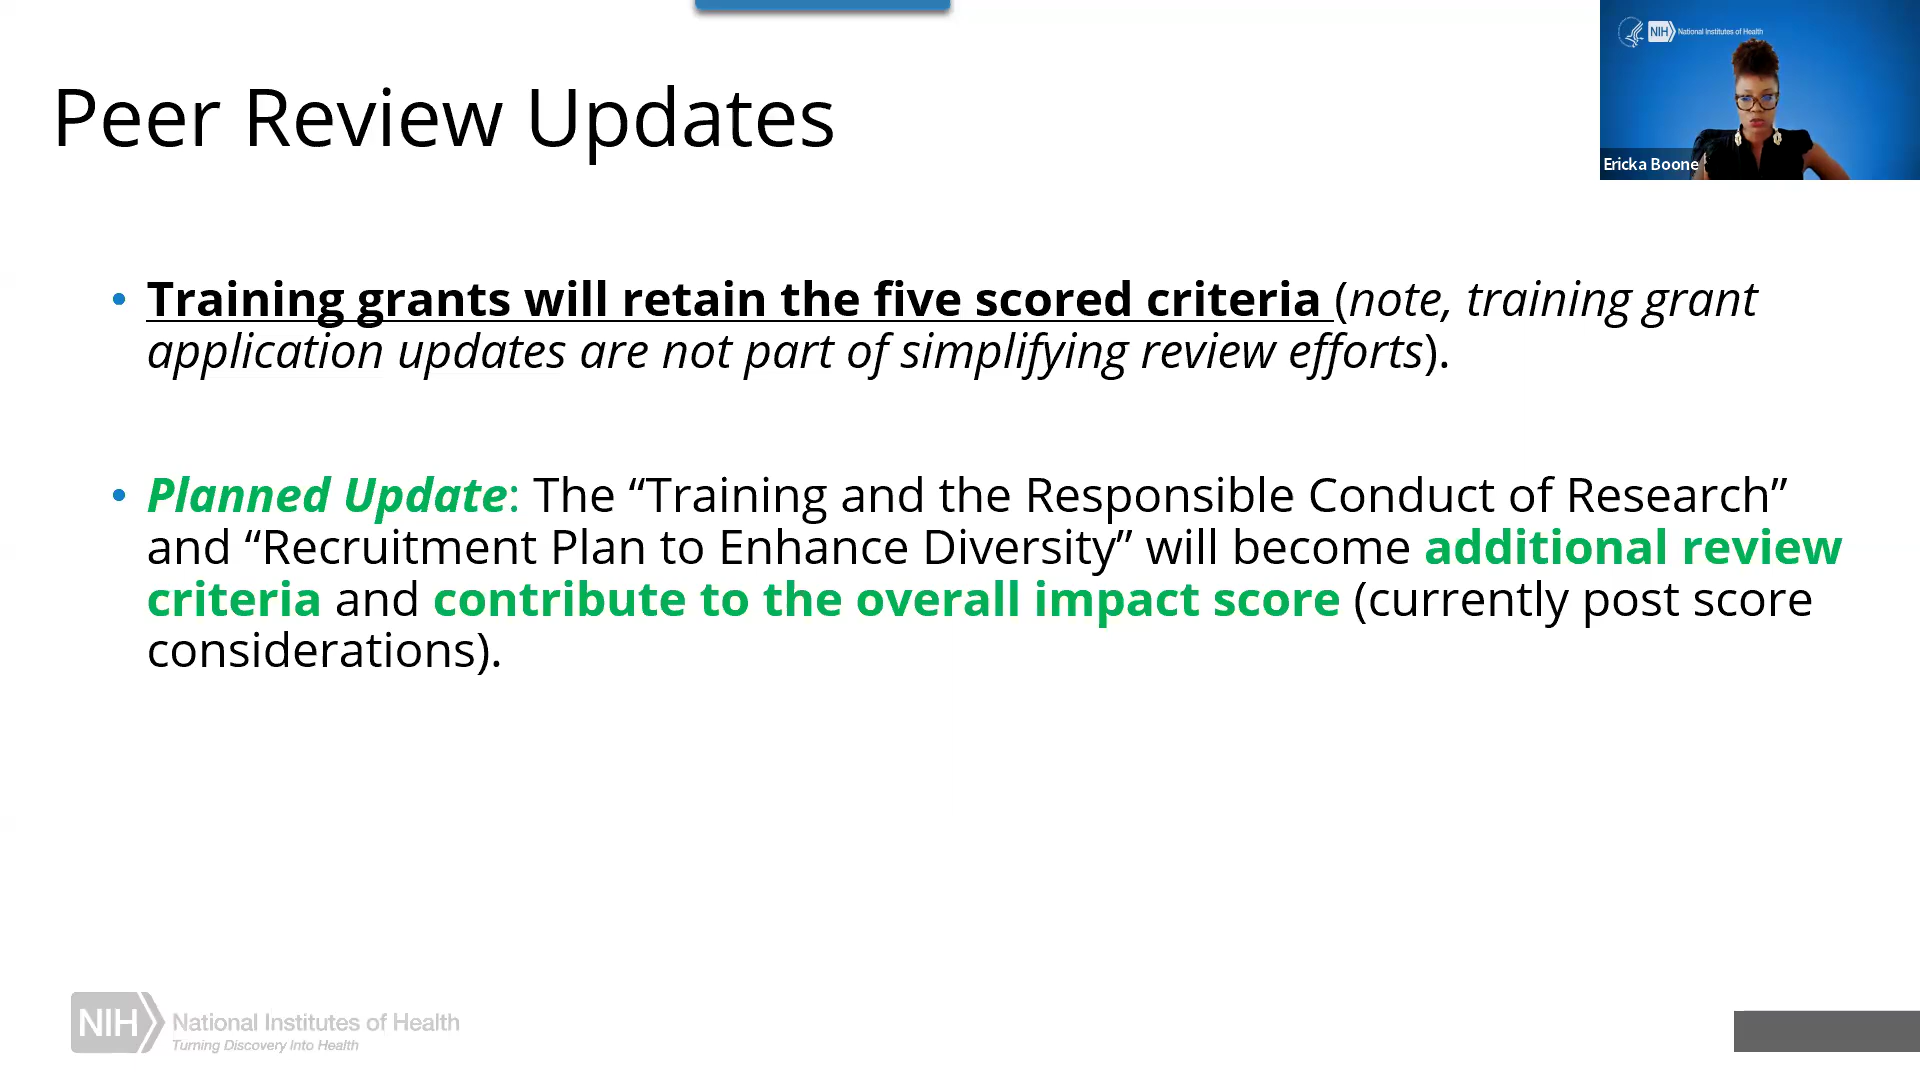 NIH National Institutes of Health
Peer Review Updates
Ericka Boone
• Training grants will retain the five scored criteria (note, training grant
application updates are not part of simplifying review efforts).
• Planned Update: The “Training and the Responsible Conduct of Research”
and “Recruitment Plan to Enhance Diversity” will become additional review
criteria and contribute to the overall impact score (currently post score
considerations).
NIH National Institutes of Health
Turning Discovery Into Health